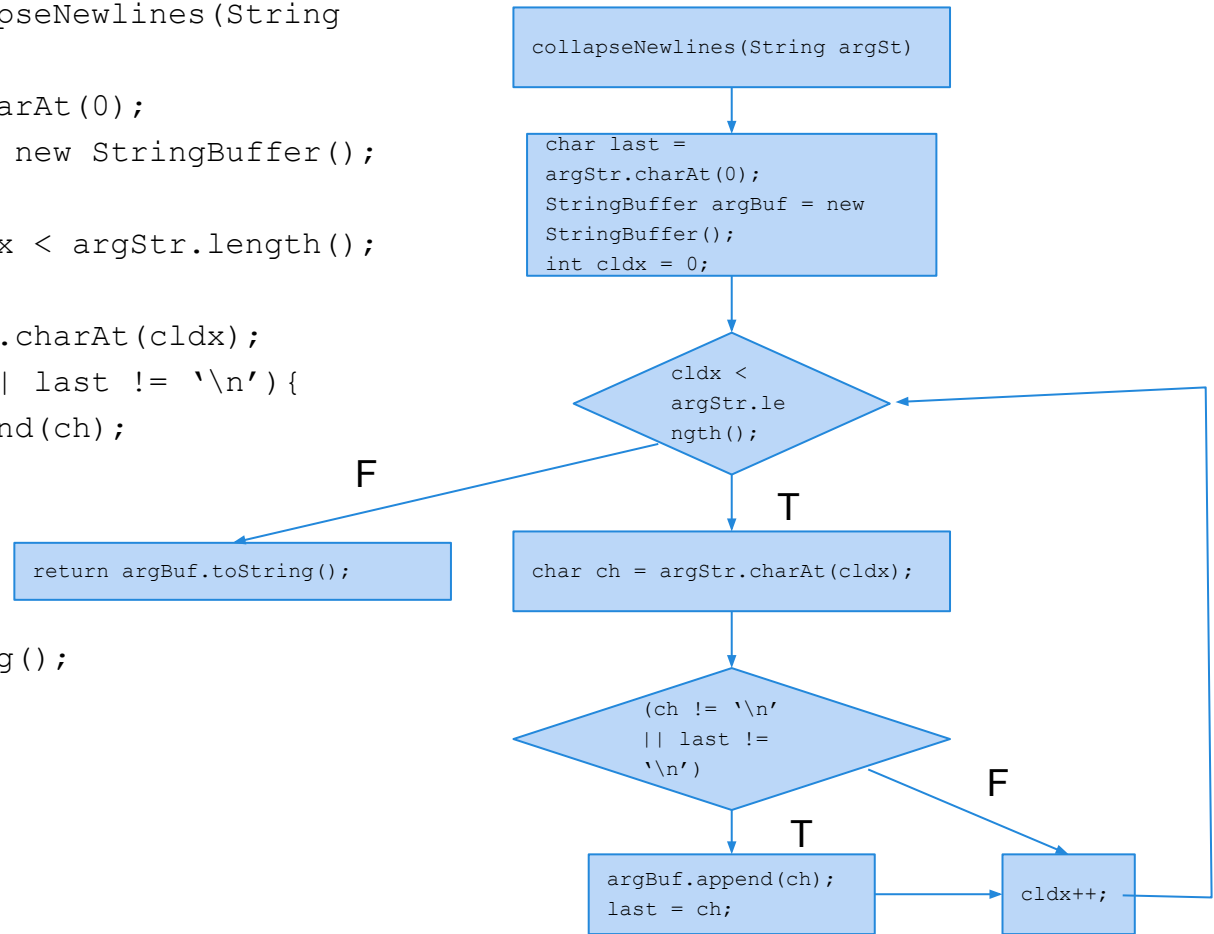 pseNewlines(String
arAt(0);
new StringBuffer();
x < argStr.length();
.charAt(cldx);
| last != ‘\n’){
nd(ch);
g();
collapseNewlines(String argSt)
char last =
argStr.charAt(0);
StringBuffer argBuf = new
StringBuffer();
int cldx = 0;
cldx <
argStr.le
ngth();
F
T
return argBuf.toString();
char ch = argStr.charAt(cldx);
(ch != ‘\n’
|| last !=
‘\n’)
F
T
argBuf.append(ch);
last = ch;
cldx++;